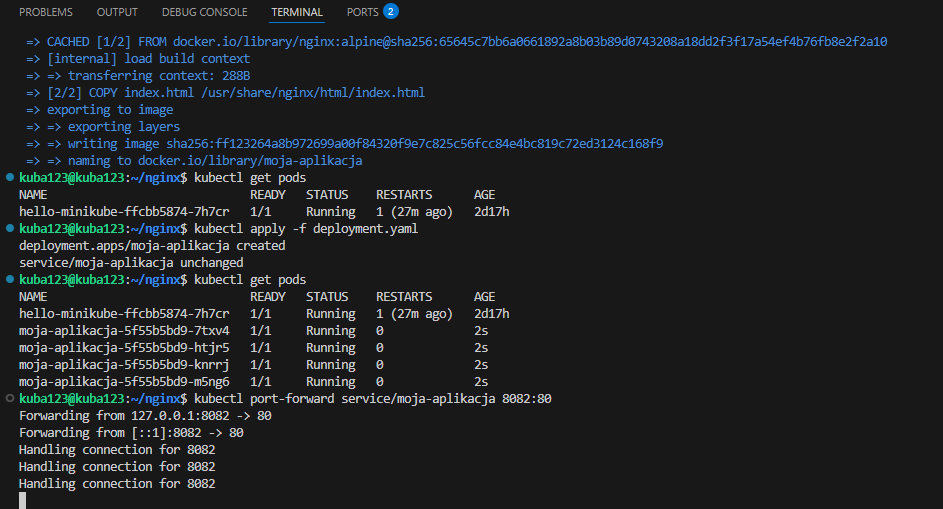 PROBLEMS OUTPUT DEBUG CONSOLE TERMINAL PORTS 2
=> CACHED [1/2] FROM docker.io/library/nginx:alpine@sha256:65645c7bb6a0661892a8b03b89d0743208a18dd2f3f17a54ef4b76fb8e2f2a10
=> [internal] load build context
=> => transferring context: 288B
=> [2/2] COPY index.html /usr/share/nginx/html/index.html
=> exporting to image
=> => exporting layers
=> => writing image sha256:ff123264a8b972699a00f84320f9e7c825c56fcc84e4bc819c72ed3124c168f9
=> => naming to docker.io/library/moja-aplikacja
kuba123@kuba123:~/nginx$ kubectl get pods
NAME READY STATUS RESTARTS AGE
hello-minikube-ffcbb5874-7h7cr 1/1 Running 1 (27m ago) 2d17h
kuba123@kuba123:~/nginx$ kubectl apply -f deployment.yaml
deployment.apps/moja-aplikacja created
service/moja-aplikacja unchanged
kuba123@kuba123:~/nginx$ kubectl get pods
NAME READY STATUS RESTARTS AGE
hello-minikube-ffcbb5874-7h7cr 1/1 Running 1 (27m ago) 2d17h
moja-aplikacja-5f55b5bd9-7txv4 1/1 Running 0 2s
moja-aplikacja-5f55b5bd9-htjr5 1/1 Running 0 2s
moja-aplikacja-5f55b5bd9-knrrj 1/1 Running 0 2s
moja-aplikacja-5f55b5bd9-m5ng6 1/1 Running 0 2s
kuba123@kuba123:~/nginx$ kubectl port-forward service/moja-aplikacja 8082:80
Forwarding from 127.0.0.1:8082 -> 80
Forwarding from [::1]:8082 -> 80
Handling connection for 8082
Handling connection for 8082
Handling connection for 8082